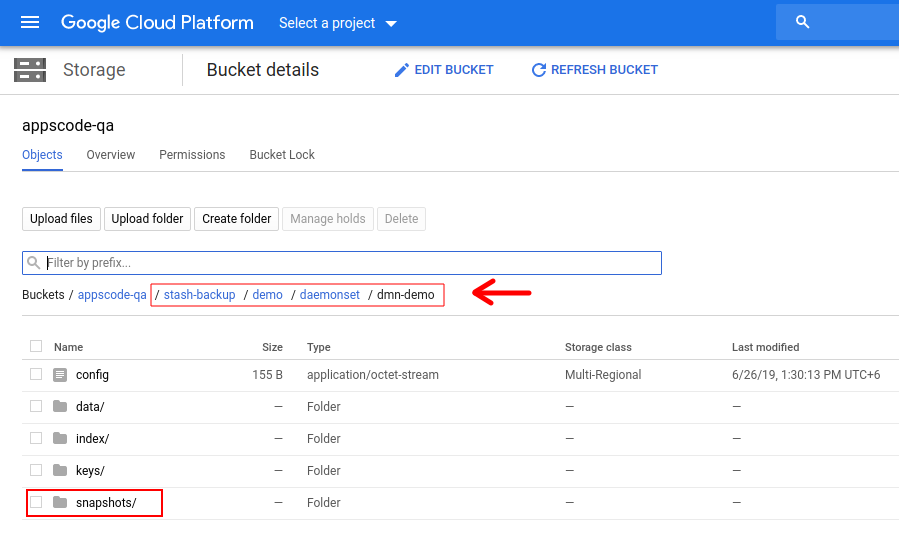 Google Cloud Platform Select a project
Storage Bucket details EDIT BUCKET REFRESH BUCKET
appscode-qa
Objects Overview Permissions Bucket Lock
Upload files Upload folder Create folder Manage holds Delete
Filter by prefix...
Buckets / appscode-qa / stash-backup / demo / daemonset / dmn-demo
Name Size Type Storage class Last modified
config 155 B application/octet-stream Multi-Regional 6/26/19, 1:30:13 PM UTC+6
data/ — Folder — —
index/ — Folder — —
keys/ — Folder — —
snapshots/ — Folder — —